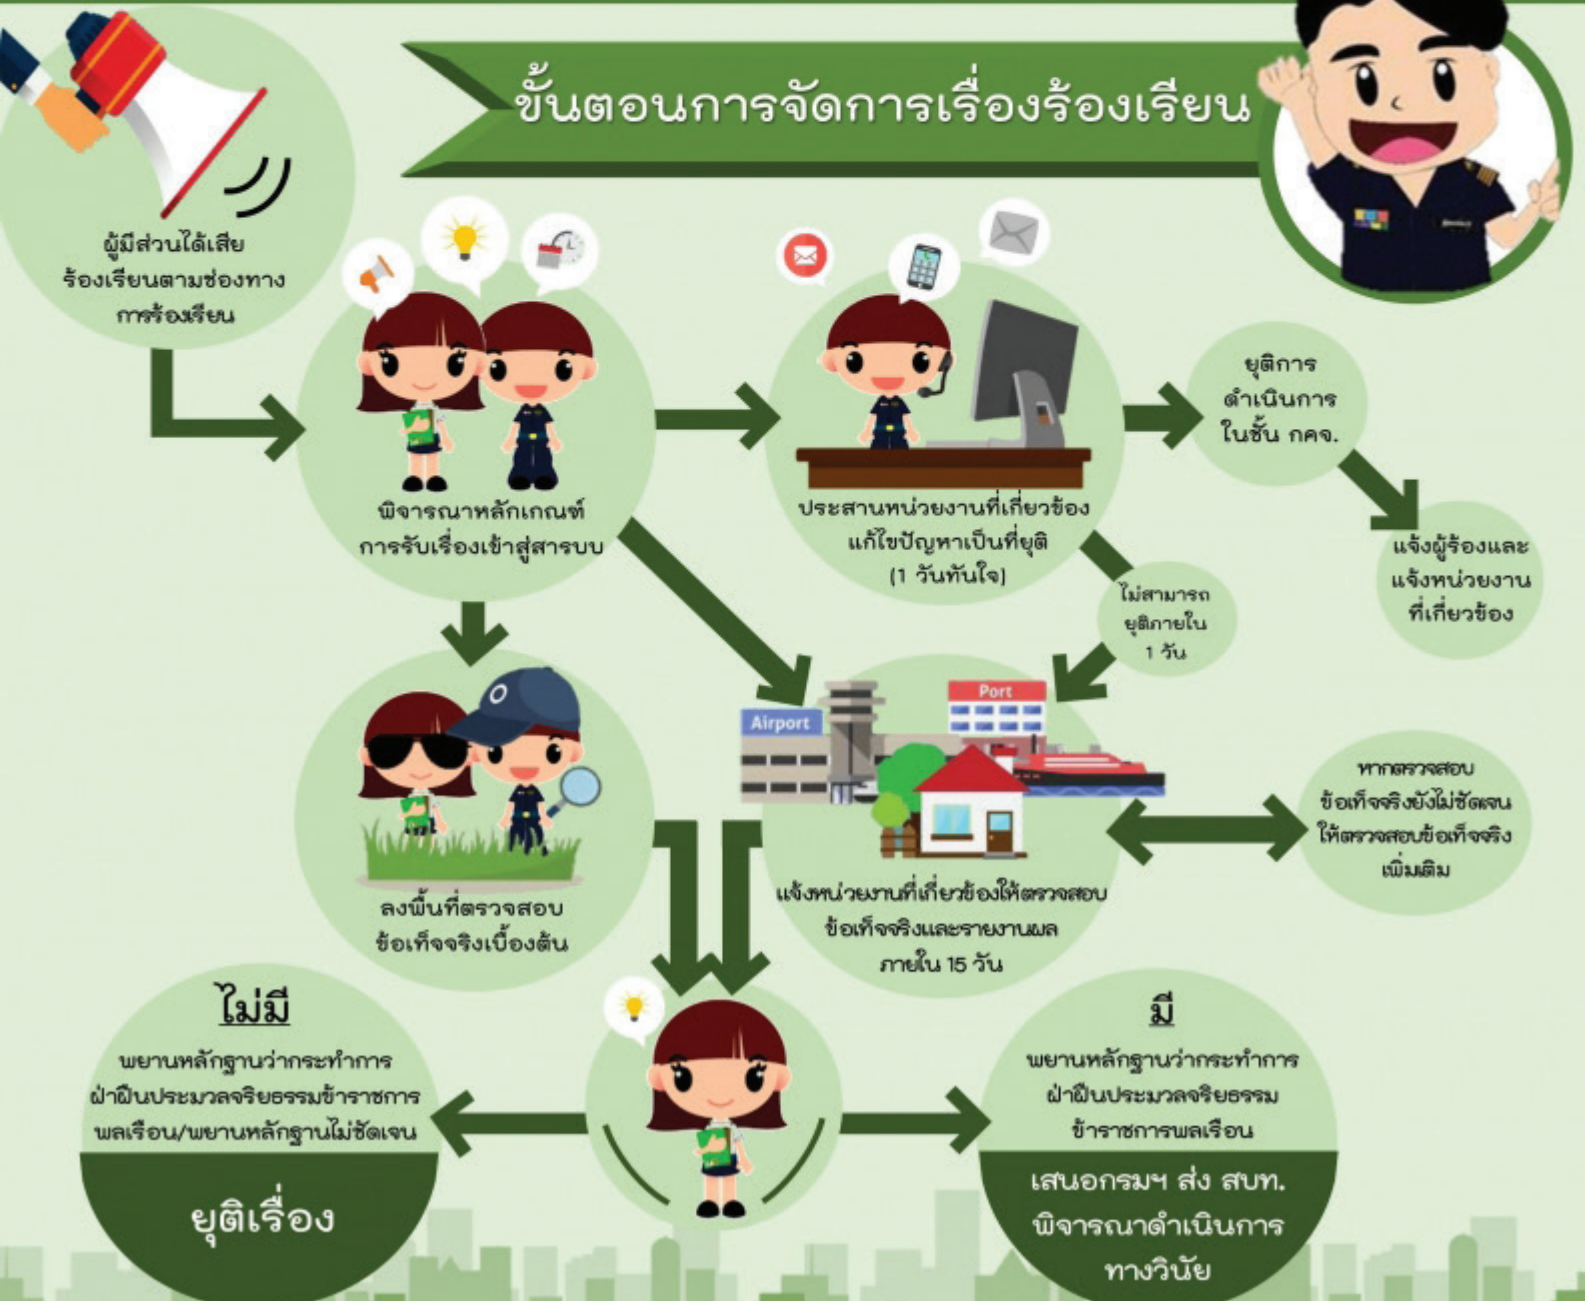 ขั้นตอนการจัดการเรื่องร้องเรียน
ผู้มีส่วนได้เสีย
ร้องเรียนตามช่องทาง
การร้องเรียน
พิจารณาหลักเกณฑ์
การรับเรื่องเข้าสู่สารบบ
ประสานหน่วยงานที่เกี่ยวข้อง
แก้ไขปัญหาเป็นที่ยุติ
(1 วันทันใจ)
ยุติการ
ดำเนินการ
ในชั้น กคจ.
แจ้งผู้ร้องและ
แจ้งหน่วยงาน
ที่เกี่ยวข้อง
ไม่สามารถ
ยุติภายใน
1 วัน
Airport
Port
ลงพื้นที่ตรวจสอบ
ข้อเท็จจริงเบื้องต้น
แจ้งหน่วยงานที่เกี่ยวข้องให้ตรวจสอบ
ข้อเท็จจริงและรายงานผล
ภายใน 15 วัน
หากตรวจสอบ
ข้อเท็จจริงยังไม่ชัดเจน
ให้ตรวจสอบข้อเท็จจริง
เพิ่มเติม
ไม่มี
พยานหลักฐานว่ากระทำการ
ฝ่าฝืนประมวลจริยธรรมข้าราชการ
พลเรือน/พยานหลักฐานไม่ชัดเจน
ยุติเรื่อง
มี
พยานหลักฐานว่ากระทำการ
ฝ่าฝืนประมวลจริยธรรม
ข้าราชการพลเรือน
เสนอกรมฯ ส่ง สบท.
พิจารณาดำเนินการ
ทางวินัย